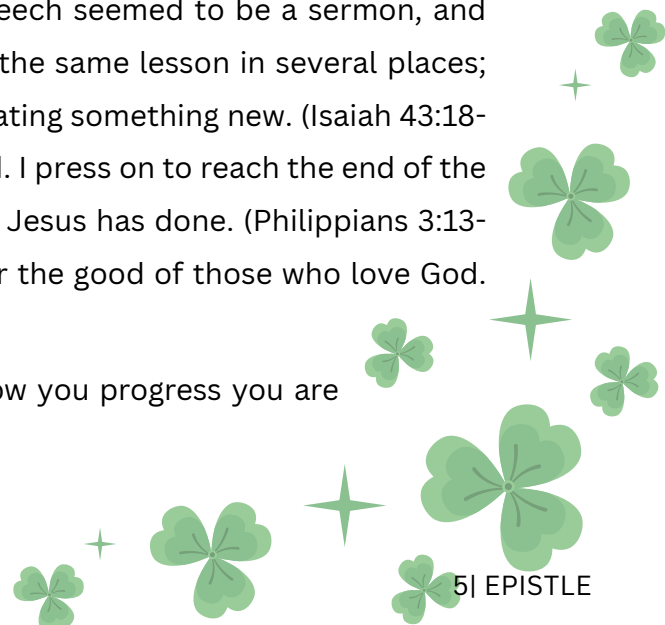 eech seemed to be a sermon, and
the same lesson in several places;
ating something new. (Isaiah 43:18-
. I press on to reach the end of the
Jesus has done. (Philippians 3:13-
r the good of those who love God.
ow you progress you are
5| EPISTLE